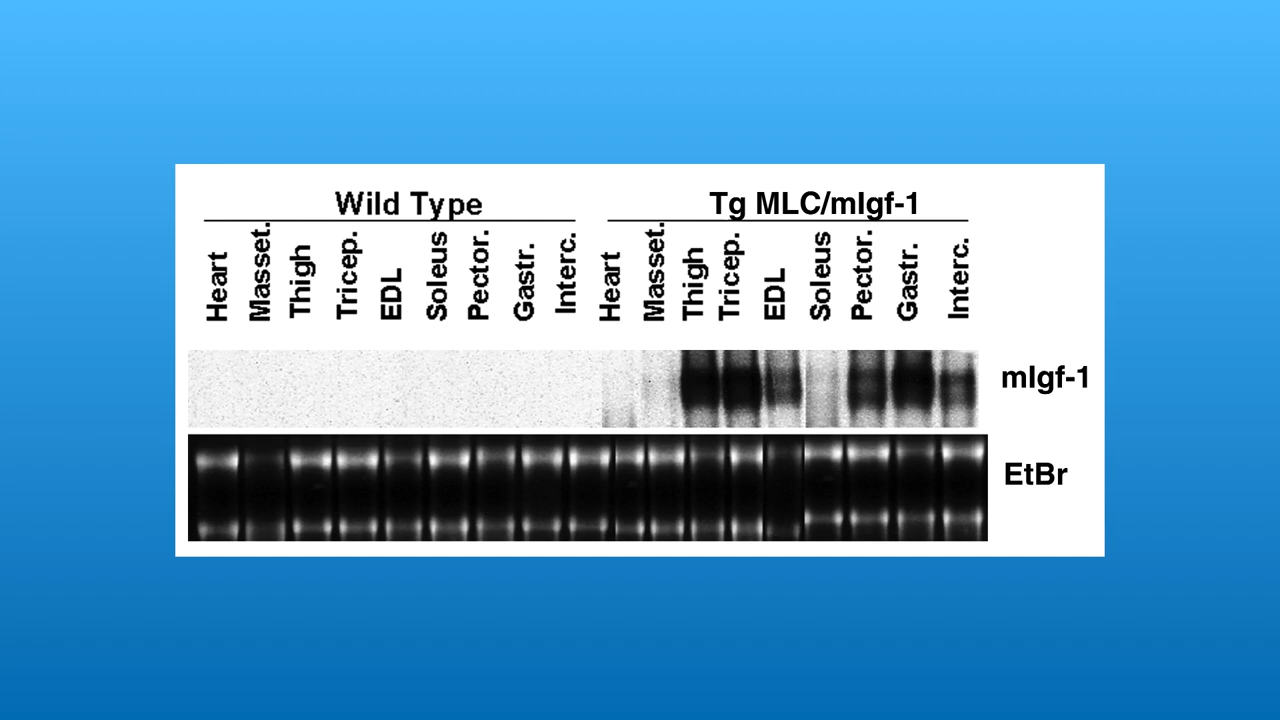 Wild Type Tg MLC/mIgf-1
Heart Masset. Thigh Tricep. EDL Soleus Pector. Gastr. Interc. Heart Masset. Thigh Tricep. EDL Soleus Pector. Gastr. Interc.
mIgf-1
EtBr